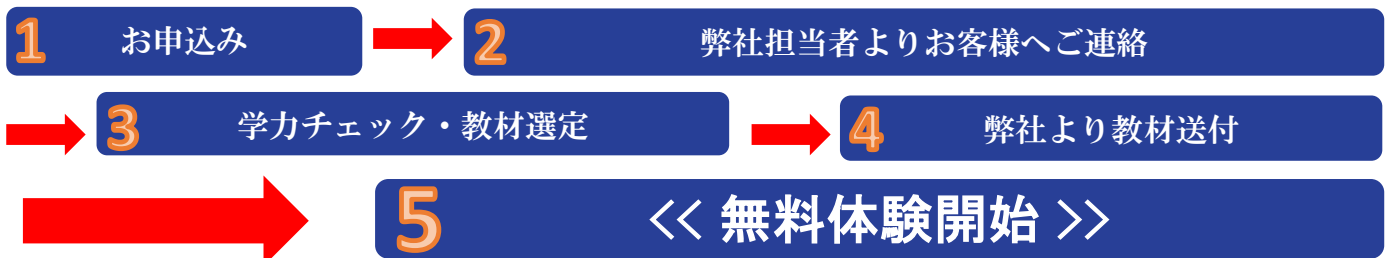 1 お申込み 2 弊社担当者よりお客様へご連絡
3 学力チェック・教材選定 4 弊社より教材送付
5 << 無料体験開始 >>